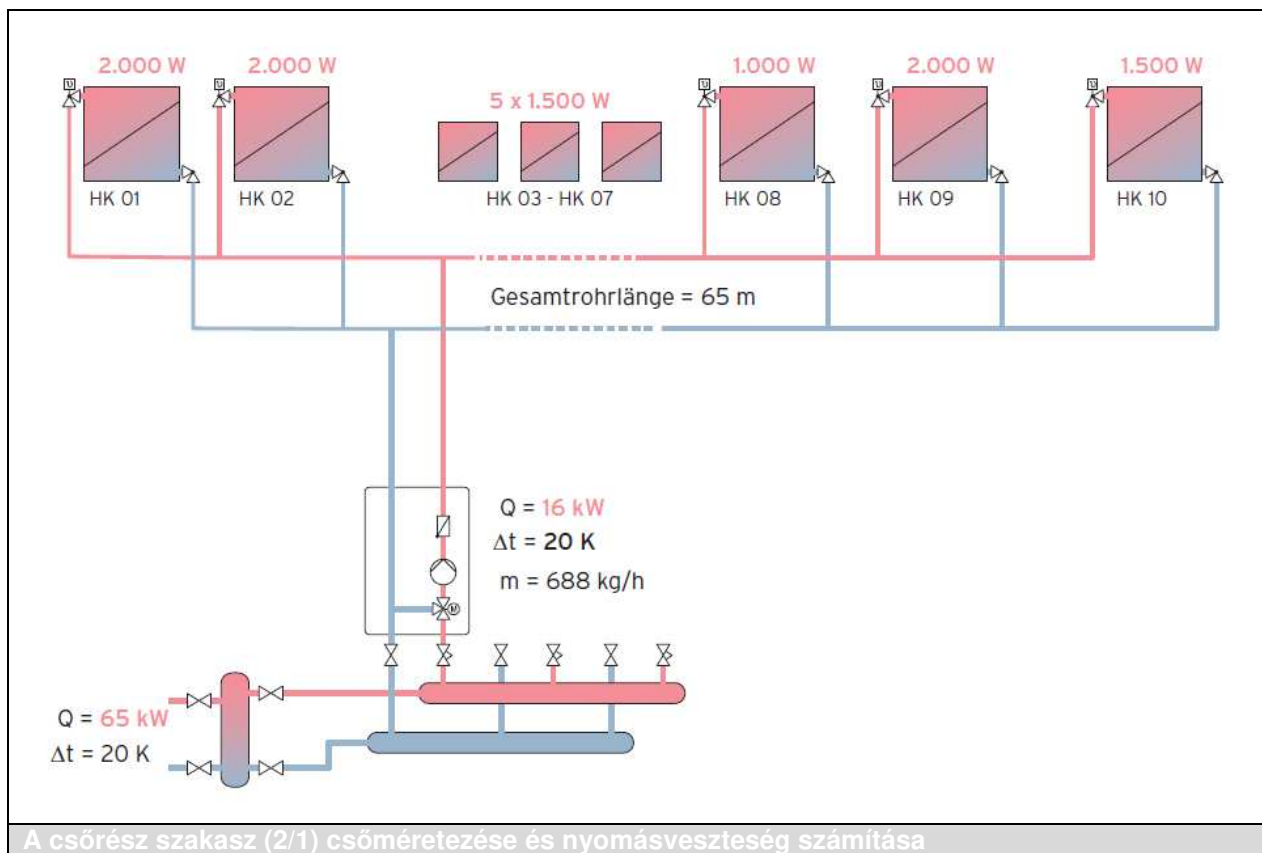 2.000 W 2.000 W 1.000 W 2.000 W 1.500 W
5 x 1.500 W
HK 01 HK 02 HK 03 - HK 07 HK 08 HK 09 HK 10
Gesamtrohrlänge = 65 m
Q = 16 kW
Δt = 20 K
m = 688 kg/h
M
Q = 65 kW
Δt = 20 K
A csőrész szakasz (2/1) csőméretezése és nyomásveszteség számítása